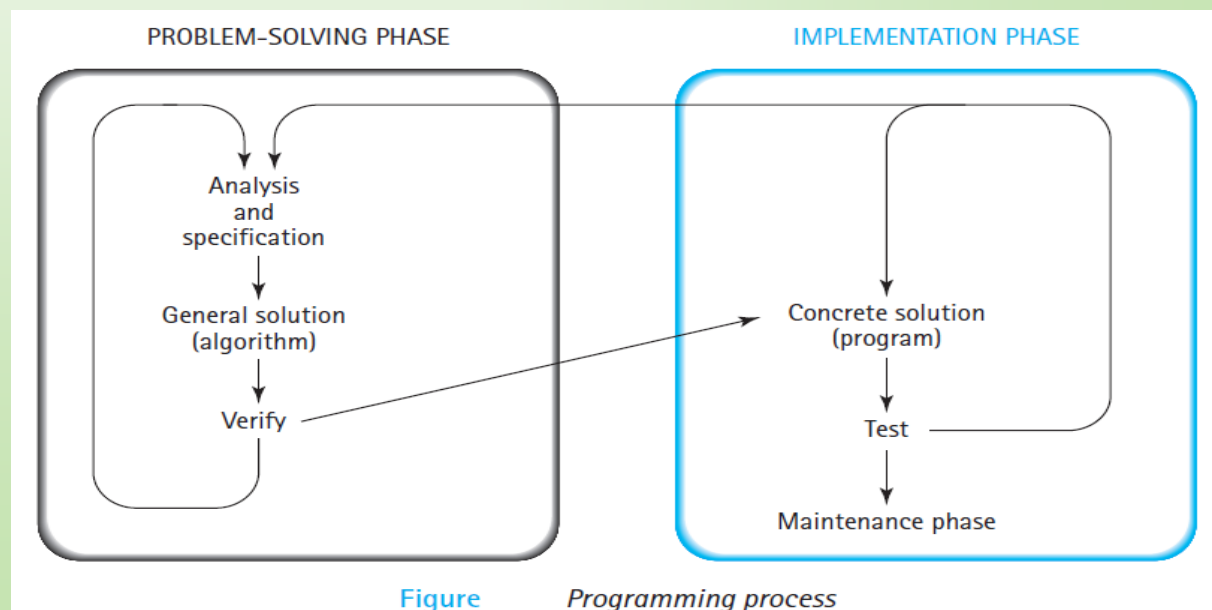 PROBLEM-SOLVING PHASE
IMPLEMENTATION PHASE
Analysis
and
specification
General solution
(algorithm)
Verify
Concrete solution
(program)
Test
Maintenance phase
Figure Programming process